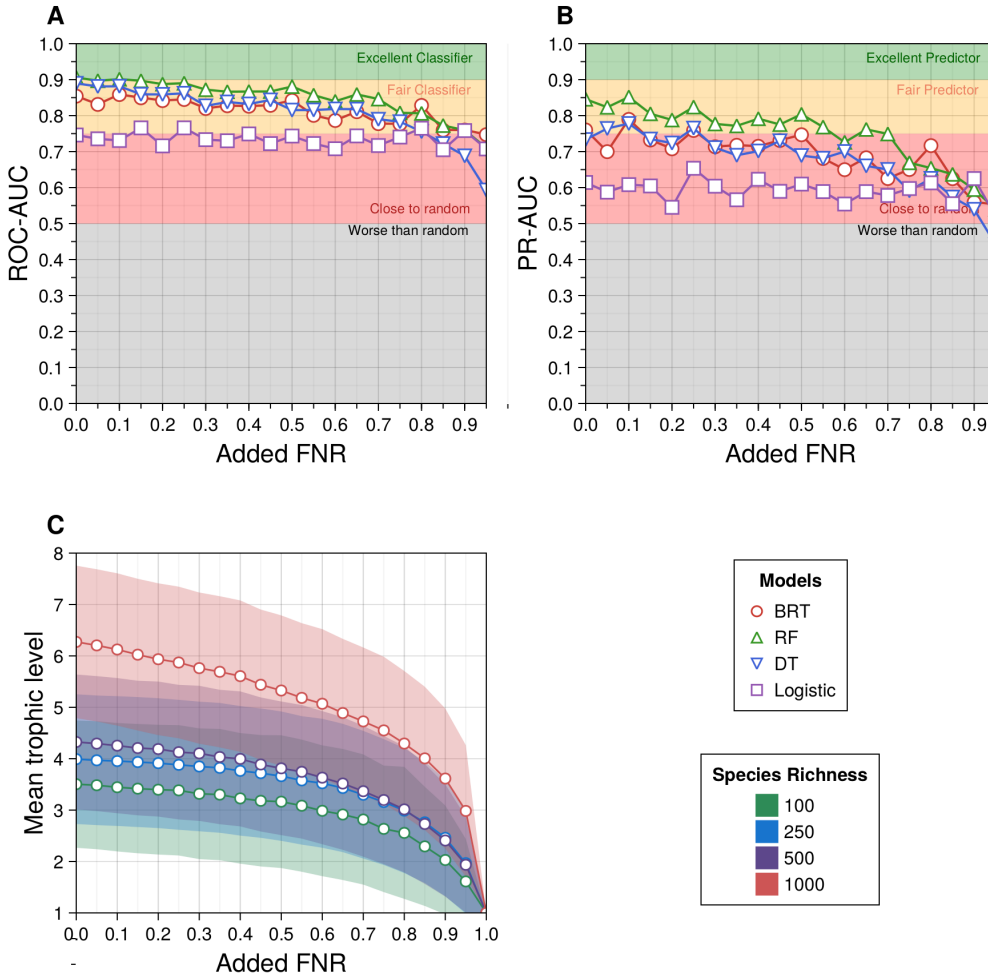 A
ROC-AUC
1.0
0.9
0.8
0.7
0.6
0.5
0.4
0.3
0.2
0.1
0.0
Excellent Classifier
Fair Classifier
Close to random
Worse than random
0.0 0.1 0.2 0.3 0.4 0.5 0.6 0.7 0.8 0.9
Added FNR
B
PR-AUC
1.0
0.9
0.8
0.7
0.6
0.5
0.4
0.3
0.2
0.1
0.0
Excellent Predictor
Fair Predictor
Close to random
Worse than random
0.0 0.1 0.2 0.3 0.4 0.5 0.6 0.7 0.8 0.9
Added FNR
C
Mean trophic level
8
7
6
5
4
3
2
1
0.0 0.1 0.2 0.3 0.4 0.5 0.6 0.7 0.8 0.9 1.0
Added FNR
Models
BRT
RF
DT
Logistic
Species Richness
100
250
500
1000